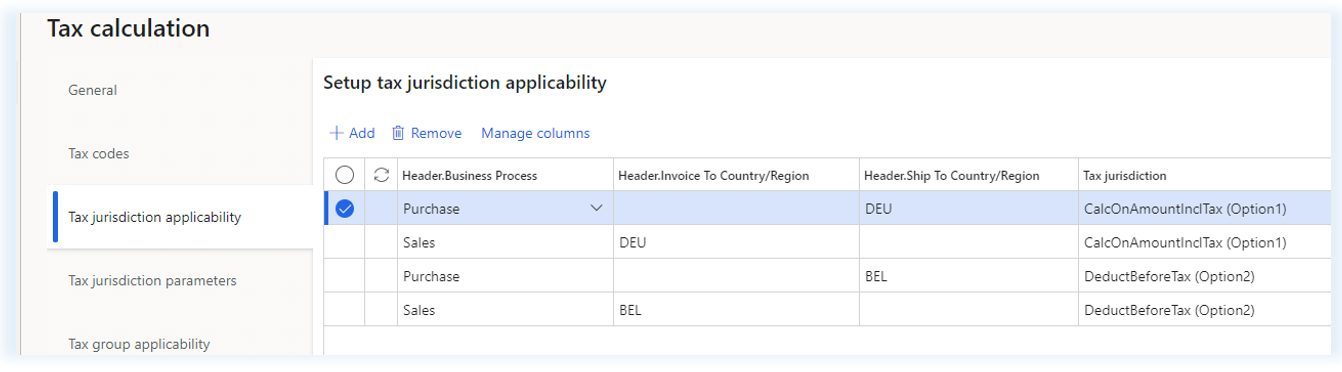 Tax calculation
General
Tax codes
Tax jurisdiction applicability
Tax jurisdiction parameters
Tax group applicability
Setup tax jurisdiction applicability
Add Remove Manage columns
Header.Business Process Header.Invoice To Country/Region Header.Ship To Country/Region Tax jurisdiction
Purchase DEU CalcOnAmountInclTax (Option1)
Sales DEU CalcOnAmountInclTax (Option1)
Purchase BEL DeductBeforeTax (Option2)
Sales BEL DeductBeforeTax (Option2)